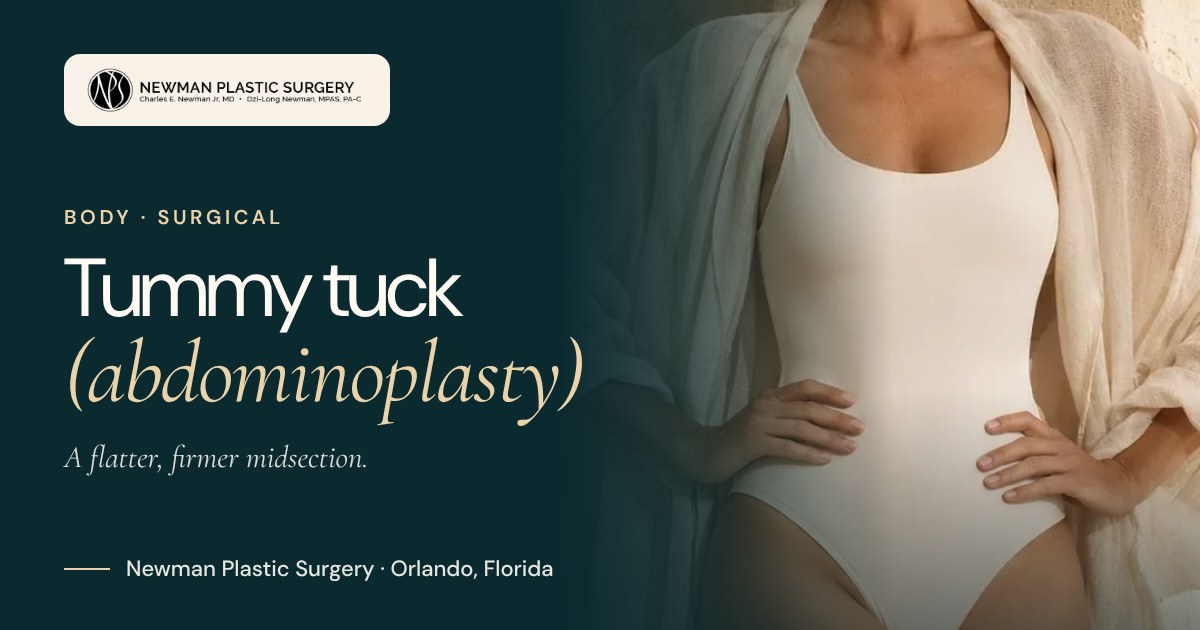 NPS
NEWMAN PLASTIC SURGERY
Charles E. Newman Jr, MD • Dzi-Long Newman, MPAS, PA-C
BODY · SURGICAL
Tummy tuck
(abdominoplasty)
A flatter, firmer midsection.
Newman Plastic Surgery · Orlando, Florida